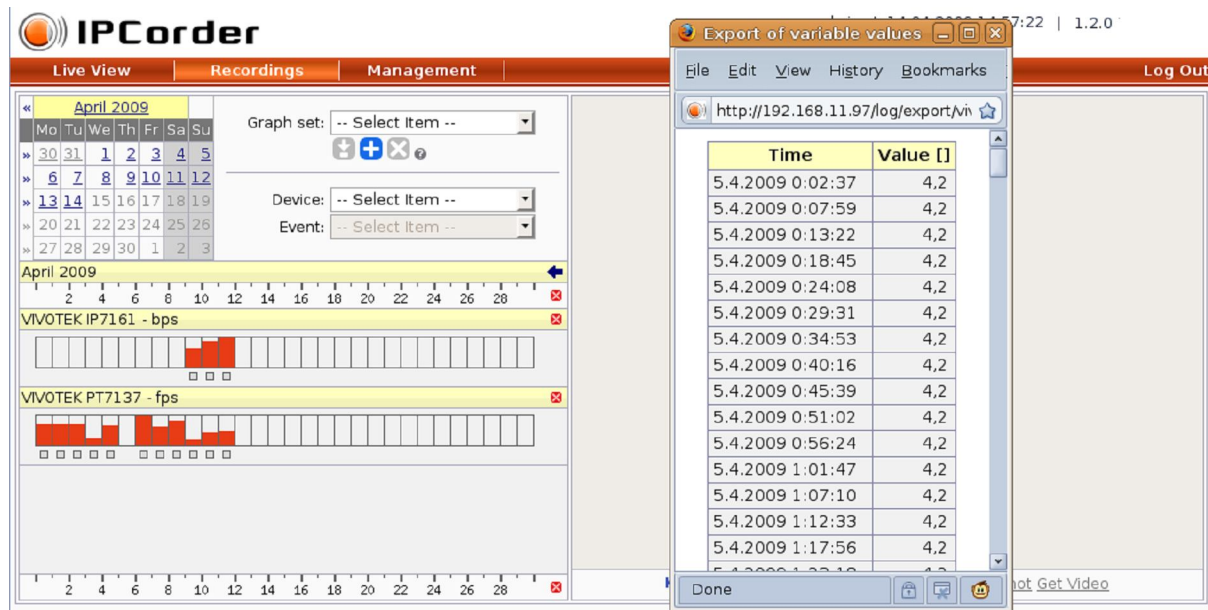 IPCorder
57:22 | 1.2.0
Live View Recordings Management Log Out
« April 2009
Mo Tu We Th Fr Sa Su
» 30 31 1 2 3 4 5
» 6 7 8 9 10 11 12
» 13 14 15 16 17 18 19
» 20 21 22 23 24 25 26
» 27 28 29 30 1 2 3
Graph set: -- Select Item --
Device: -- Select Item --
Event: -- Select Item --
April 2009
2 4 6 8 10 12 14 16 18 20 22 24 26 28
VIVOTEK IP7161 - bps
VIVOTEK PT7137 - fps
2 4 6 8 10 12 14 16 18 20 22 24 26 28
Export of variable values
File Edit View History Bookmarks
http://192.168.11.97/log/export/viv
Time Value []
5.4.2009 0:02:37 4,2
5.4.2009 0:07:59 4,2
5.4.2009 0:13:22 4,2
5.4.2009 0:18:45 4,2
5.4.2009 0:24:08 4,2
5.4.2009 0:29:31 4,2
5.4.2009 0:34:53 4,2
5.4.2009 0:40:16 4,2
5.4.2009 0:45:39 4,2
5.4.2009 0:51:02 4,2
5.4.2009 0:56:24 4,2
5.4.2009 1:01:47 4,2
5.4.2009 1:07:10 4,2
5.4.2009 1:12:33 4,2
5.4.2009 1:17:56 4,2
Done
Get Video